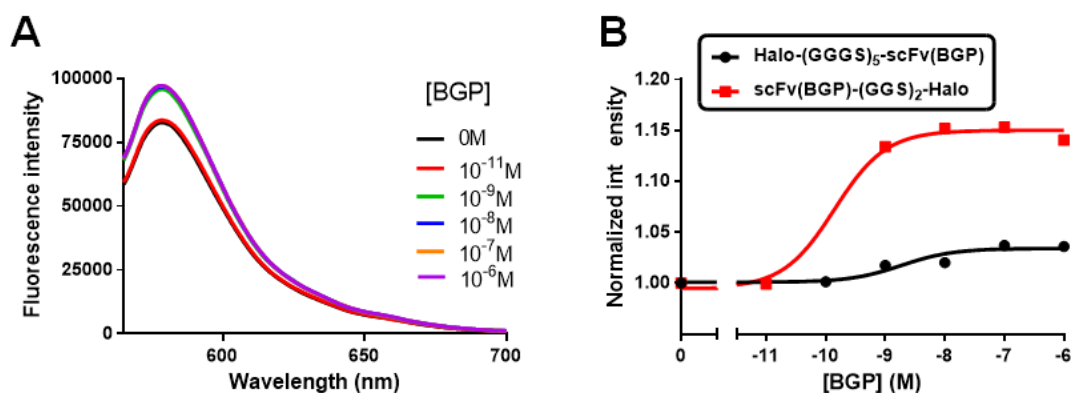 A
Fluorescence intensity
100000
75000
50000
25000
0
600
650
700
Wavelength (nm)
[BGP]
0M
10⁻¹¹M
10⁻⁹M
10⁻⁸M
10⁻⁷M
10⁻⁶M
B
Halo-(GGGS)₅-scFv(BGP)
scFv(BGP)-(GGS)₂-Halo
Normalized int ensity
1.20
1.15
1.10
1.05
1.00
0
-11
-10
-9
-8
-7
-6
[BGP] (M)